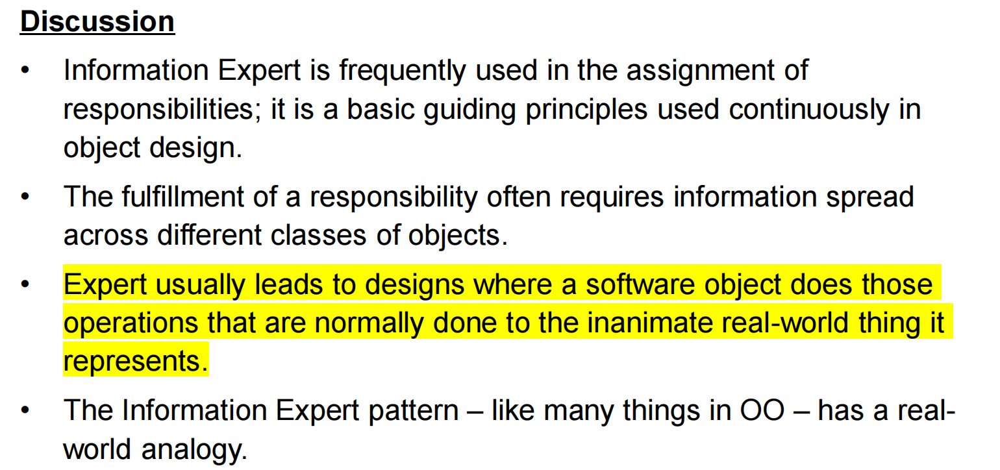 Discussion
• Information Expert is frequently used in the assignment of
responsibilities; it is a basic guiding principles used continuously in
object design.
• The fulfillment of a responsibility often requires information spread
across different classes of objects.
• Expert usually leads to designs where a software object does those
operations that are normally done to the inanimate real-world thing it
represents.
• The Information Expert pattern – like many things in OO – has a real-
world analogy.